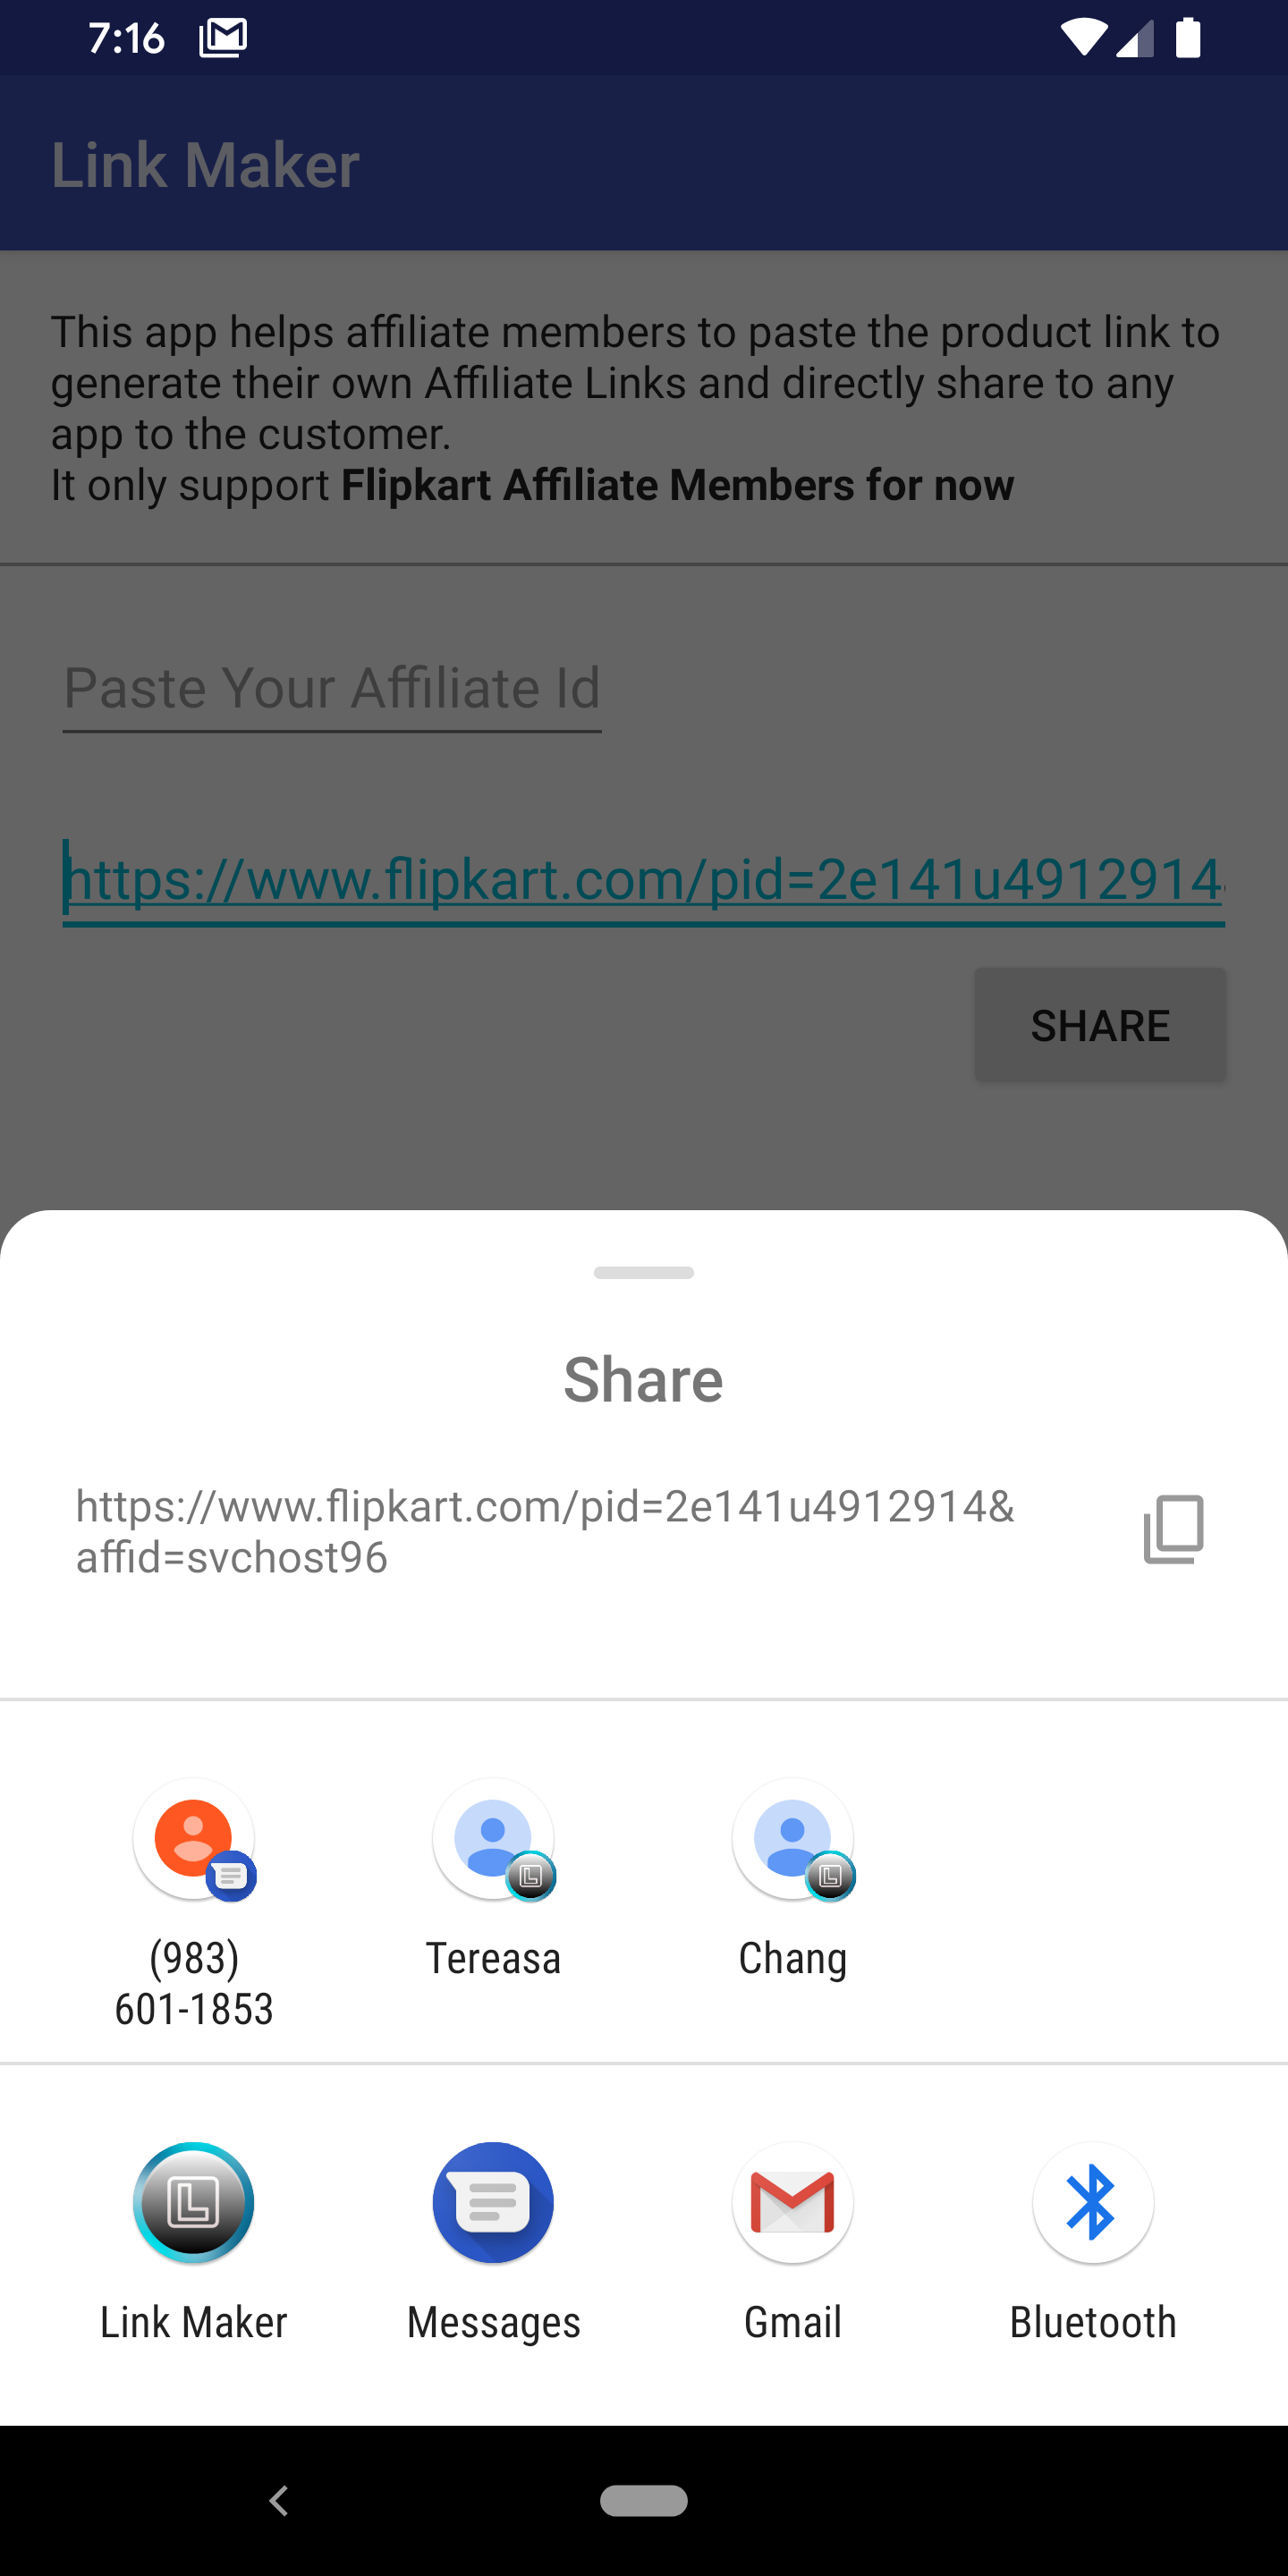 7:16
Link Maker
This app helps affiliate members to paste the product link to
generate their own Affiliate Links and directly share to any
app to the customer.
It only support Flipkart Affiliate Members for now
Paste Your Affiliate Id
https://www.flipkart.com/pid=2e141u4912914
SHARE
Share
https://www.flipkart.com/pid=2e141u4912914&
affid=svchost96
(983)
601-1853
Tereasa
Chang
Link Maker
Messages
Gmail
Bluetooth